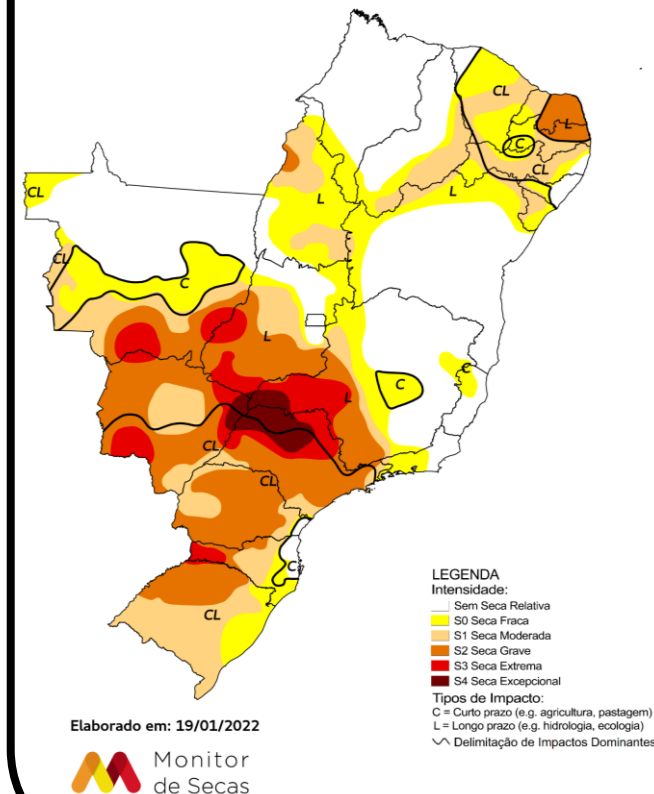 CL
CL
L
C
CL
L
L
C
CL
CL
C
L
C
C
L
CL
CL
C
CL
LEGENDA
Intensidade:
Sem Seca Relativa
S0 Seca Fraca
S1 Seca Moderada
S2 Seca Grave
S3 Seca Extrema
S4 Seca Excepcional
Tipos de Impacto:
C = Curto prazo (e.g. agricultura, pastagem)
L = Longo prazo (e.g. hidrologia, ecologia)
Delimitação de Impactos Dominantes
Elaborado em: 19/01/2022
Monitor
de Secas